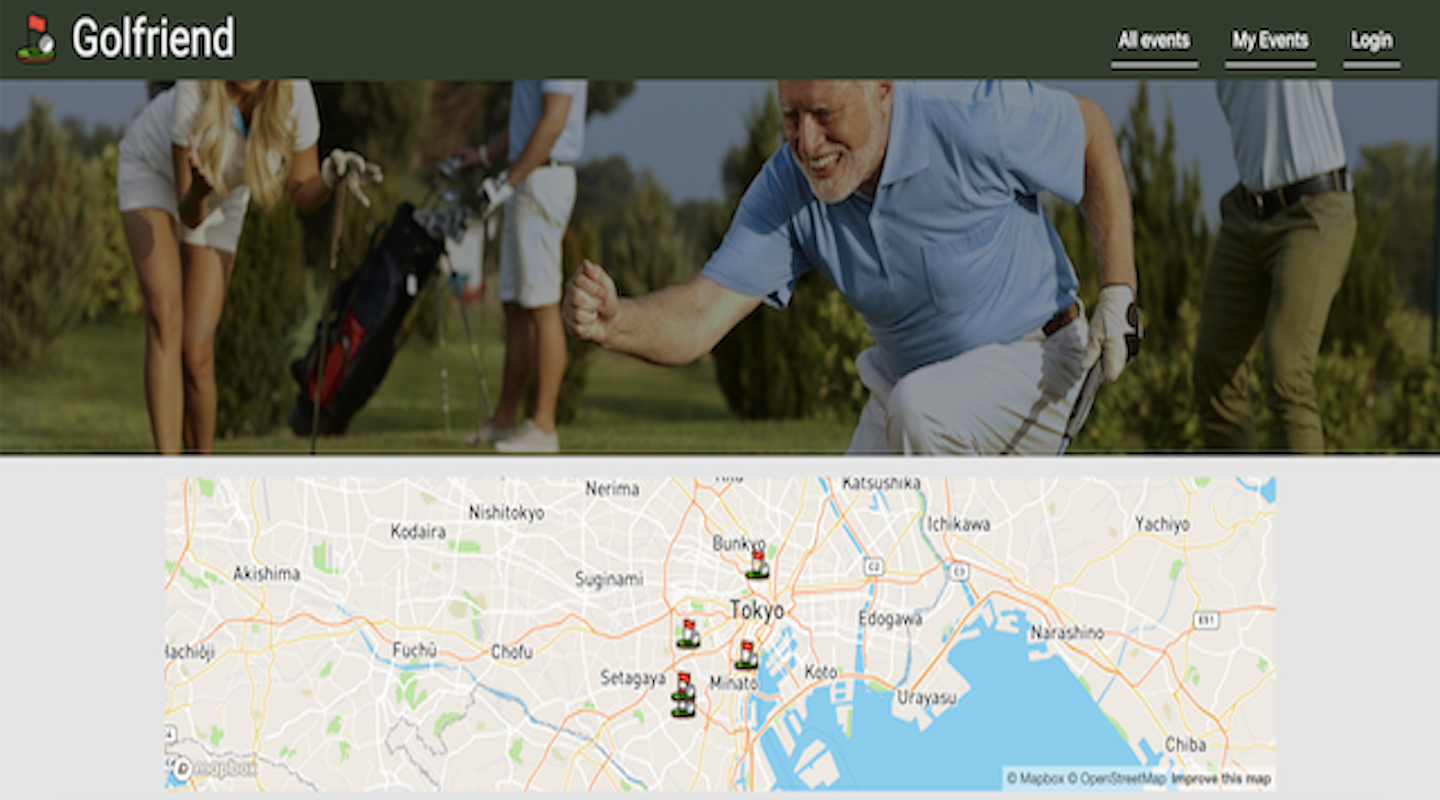 Golfriend
All events
My Events
Login
Katsushika
Nerima
Nishitokyo
Ichikawa
Yachiyo
Kodaira
Bunkyo
C2
C3
Akishima
Suginami
Tokyo
Edogawa
E51
Narashino
Hachiōji
Fuchū
Chofu
Koto
Setagaya
Minato
Urayasu
Chiba
mapbox
© Mapbox © OpenStreetMap Improve this map